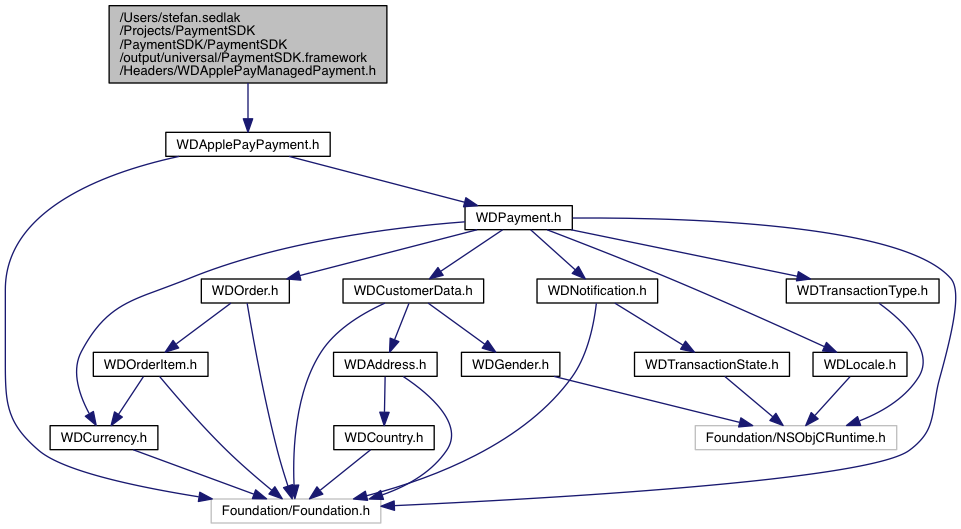 /Users/stefan.sedlak
/Projects/PaymentSDK
/PaymentSDK/PaymentSDK
/output/universal/PaymentSDK.framework
/Headers/WDApplePayManagedPayment.h
WDApplePayPayment.h
WDPayment.h
WDOrder.h
WDCustomerData.h
WDNotification.h
WDTransactionType.h
WDOrderItem.h
WDAddress.h
WDGender.h
WDTransactionState.h
WDLocale.h
WDCurrency.h
WDCountry.h
Foundation/NSObjCRuntime.h
Foundation/Foundation.h